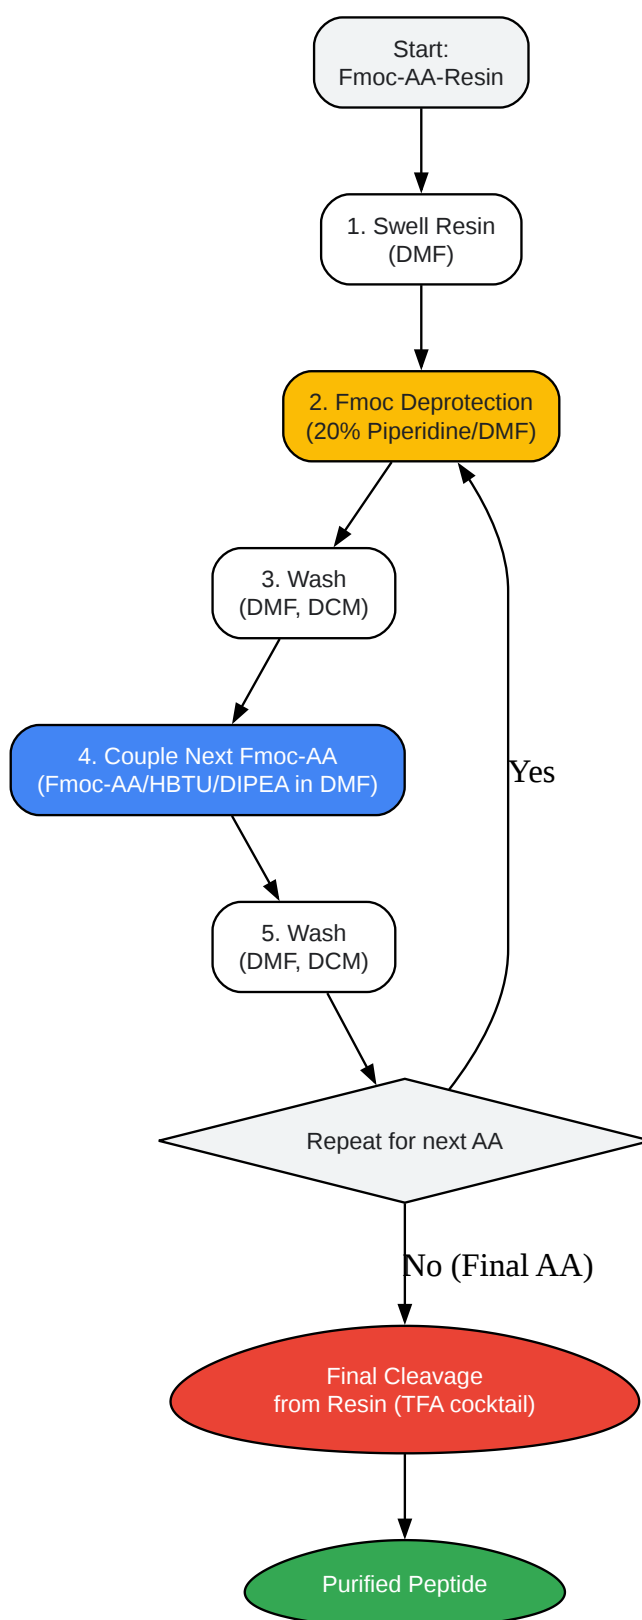 Start:
Fmoc-AA-Resin
1. Swell Resin
(DMF)
2. Fmoc Deprotection
(20% Piperidine/DMF)
3. Wash
(DMF, DCM)
4. Couple Next Fmoc-AA
(Fmoc-AA/HBTU/DIPEA in DMF)
Yes
5. Wash
(DMF, DCM)
Repeat for next AA
No (Final AA)
Final Cleavage
from Resin (TFA cocktail)
Purified Peptide